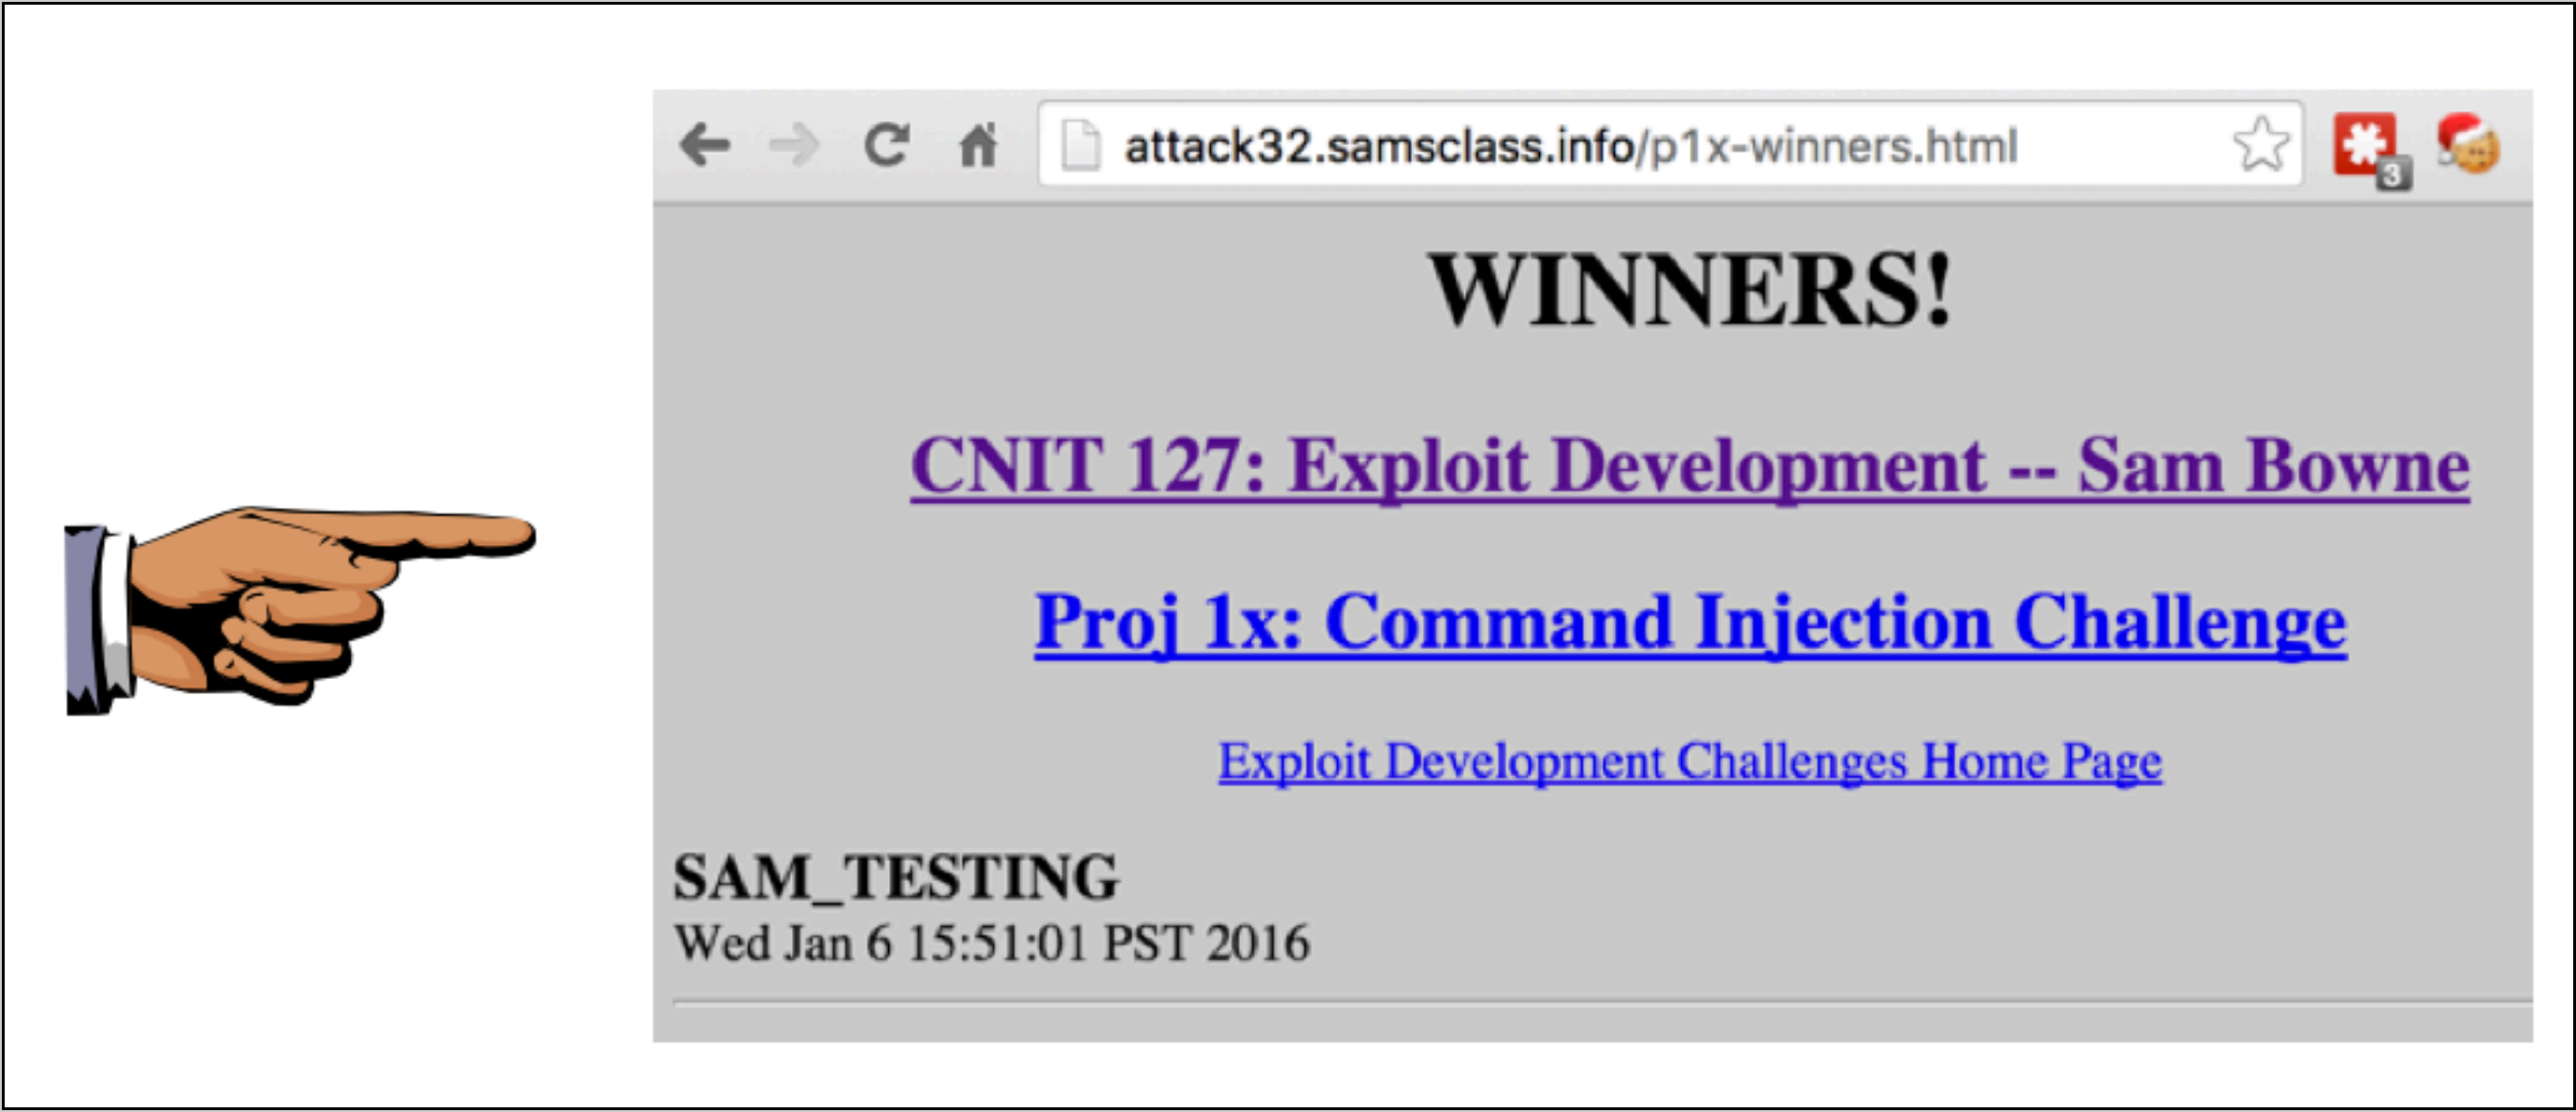 attack32.samsclass.info/p1x-winners.html
3
WINNERS!
CNIT 127: Exploit Development -- Sam Bowne
Proj 1x: Command Injection Challenge
Exploit Development Challenges Home Page
SAM_TESTING
Wed Jan 6 15:51:01 PST 2016